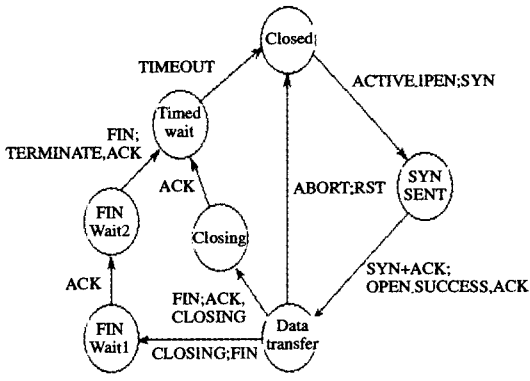 Closed
TIMEOUT
ACTIVE.IPEN;SYN
Timed
wait
FIN;
TERMINATE,ACK
SYN
SENT
ACK
ABORT;RST
FIN
Wait2
Closing
SYN+ACK;
OPEN.SUCCESS,ACK
ACK
FIN;ACK,
CLOSING
FIN
Wait1
Data
transfer
CLOSING;FIN